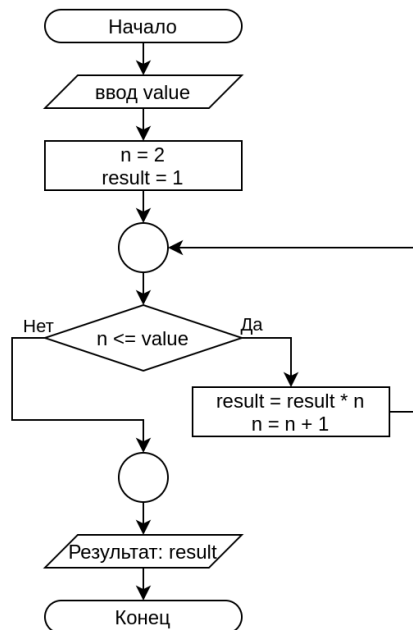 Начало
ввод value
n = 2
result = 1
n <= value
Нет
Да
result = result * n
n = n + 1
Результат: result
Конец